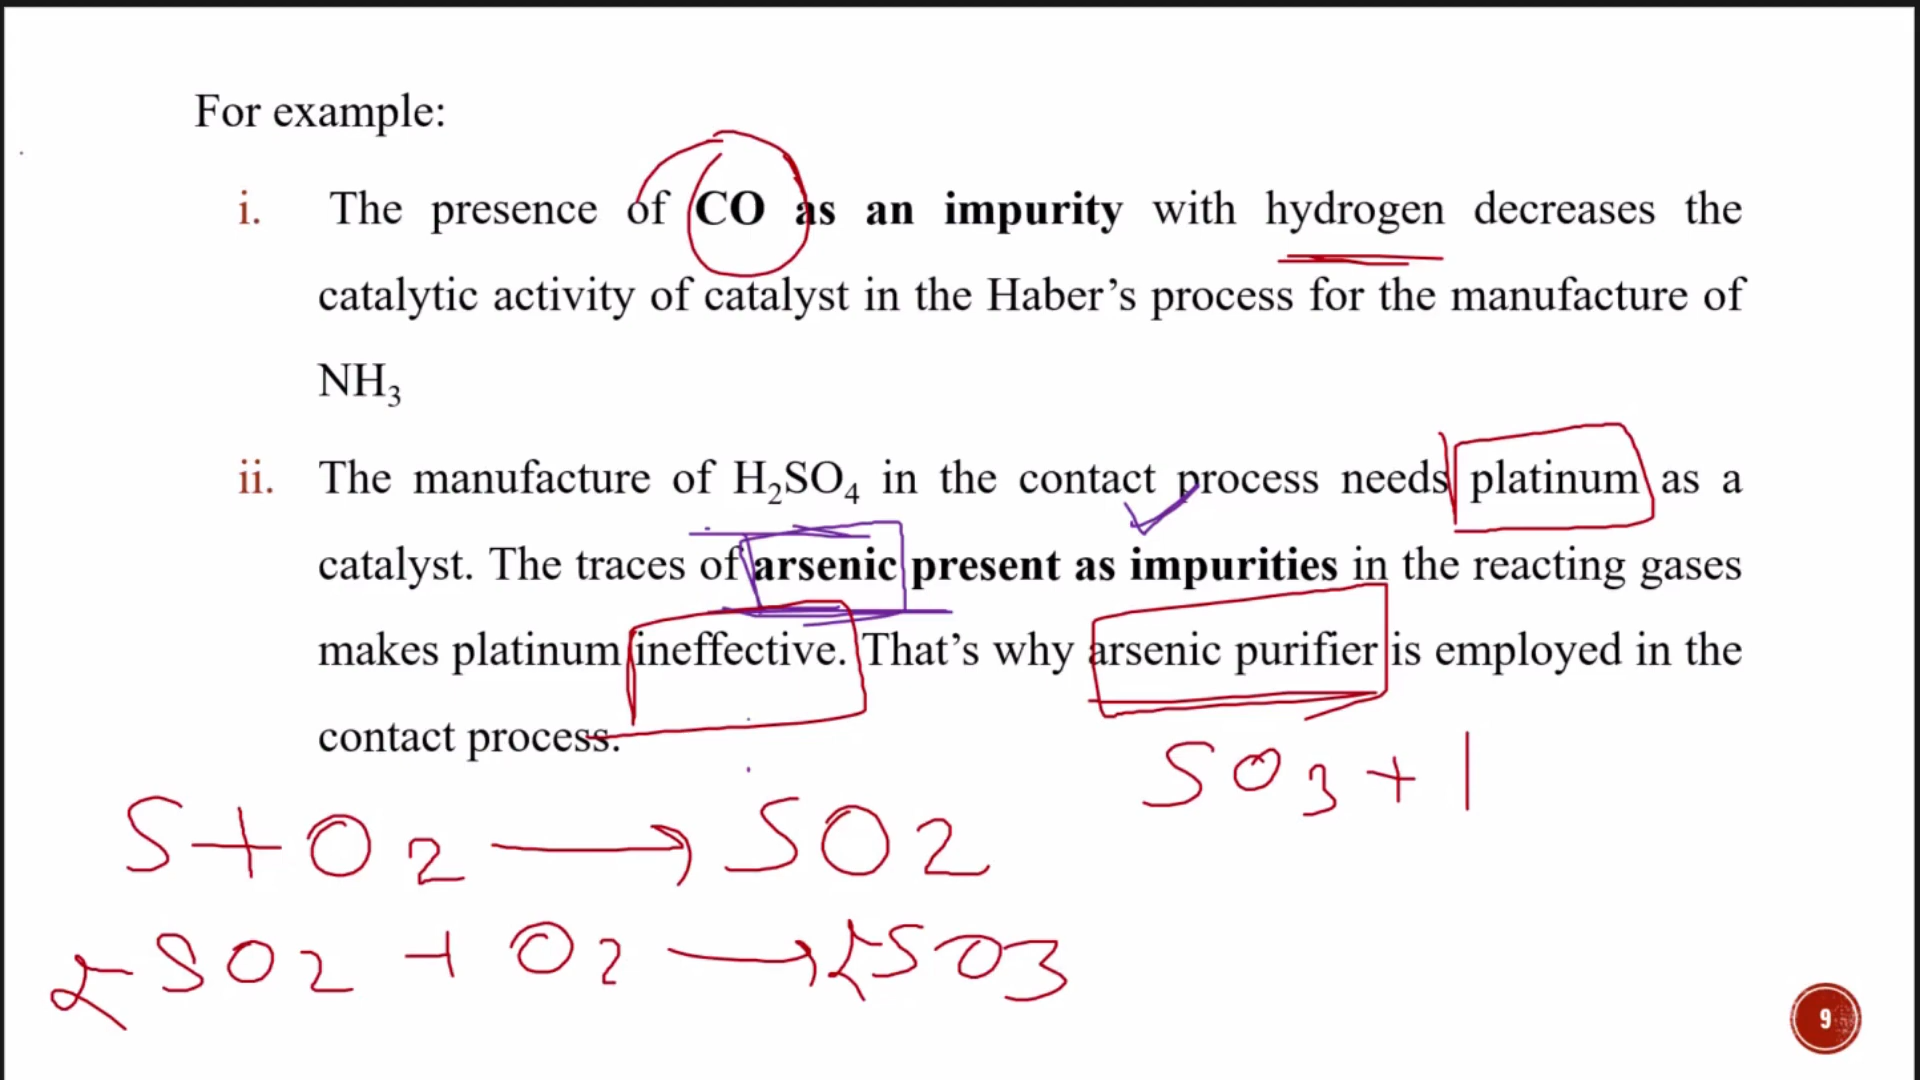 For example:
i. The presence of CO as an impurity with hydrogen decreases the
catalytic activity of catalyst in the Haber’s process for the manufacture of
NH₃
ii. The manufacture of H₂SO₄ in the contact process needs platinum as a
catalyst. The traces of arsenic present as impurities in the reacting gases
makes platinum ineffective. That’s why arsenic purifier is employed in the
contact process.
SO3 + |
S + O2 → SO2
2SO2 + O2 → 2SO3
9